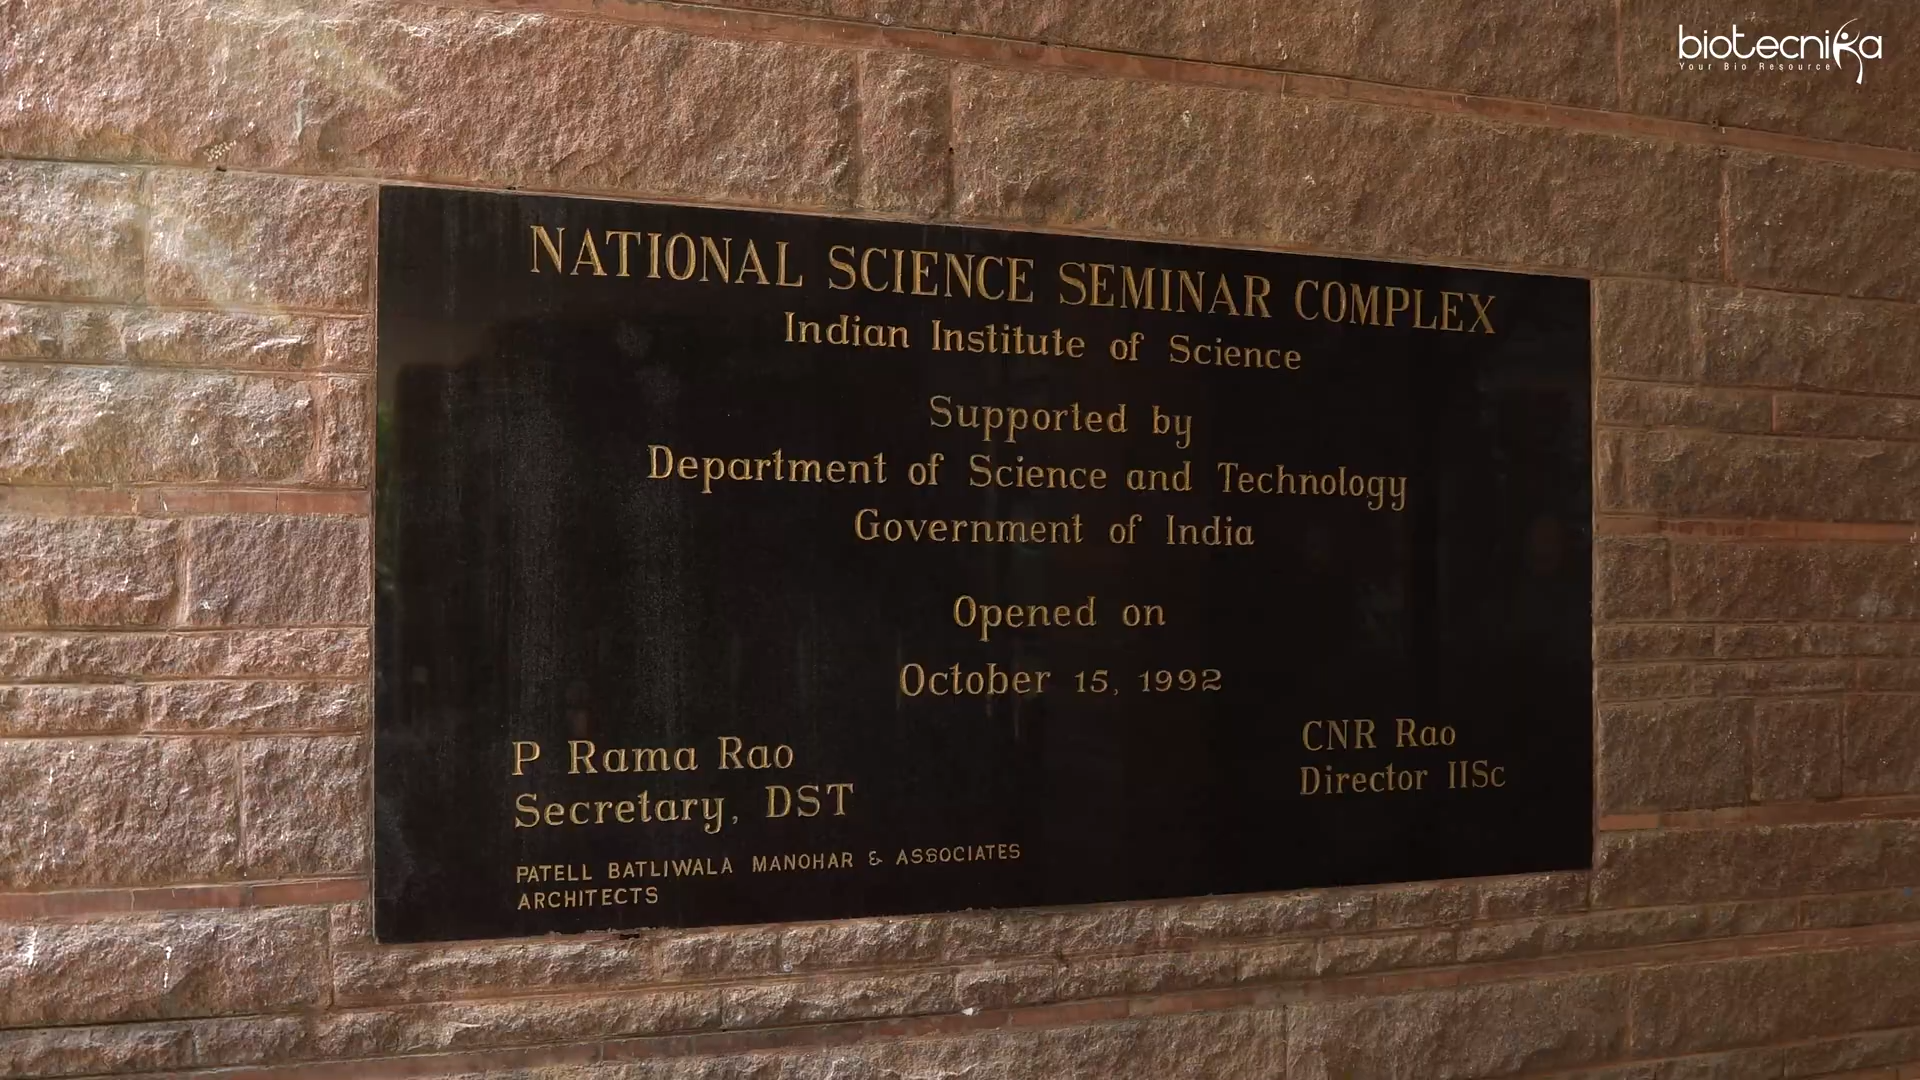 biotecnika
Your Bio Resource
NATIONAL SCIENCE SEMINAR COMPLEX
Indian Institute of Science
Supported by
Department of Science and Technology
Government of India
Opened on
October 15, 1992
P Rama Rao
Secretary, DST
CNR Rao
Director IISc
PATELL BATLIWALA MANOHAR & ASSOCIATES
ARCHITECTS